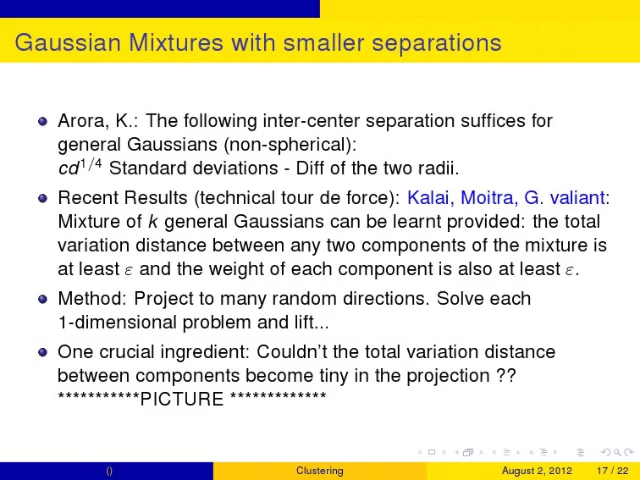 Gaussian Mixtures with smaller separations
Arora, K.: The following inter-center separation suffices for
general Gaussians (non-spherical):
cd^1/4 Standard deviations - Diff of the two radii.
Recent Results (technical tour de force): Kalai, Moitra, G. valiant:
Mixture of k general Gaussians can be learnt provided: the total
variation distance between any two components of the mixture is
at least ε and the weight of each component is also at least ε.
Method: Project to many random directions. Solve each
1-dimensional problem and lift...
One crucial ingredient: Couldn't the total variation distance
between components become tiny in the projection ??
***********PICTURE *************
() Clustering August 2, 2012 17 / 22